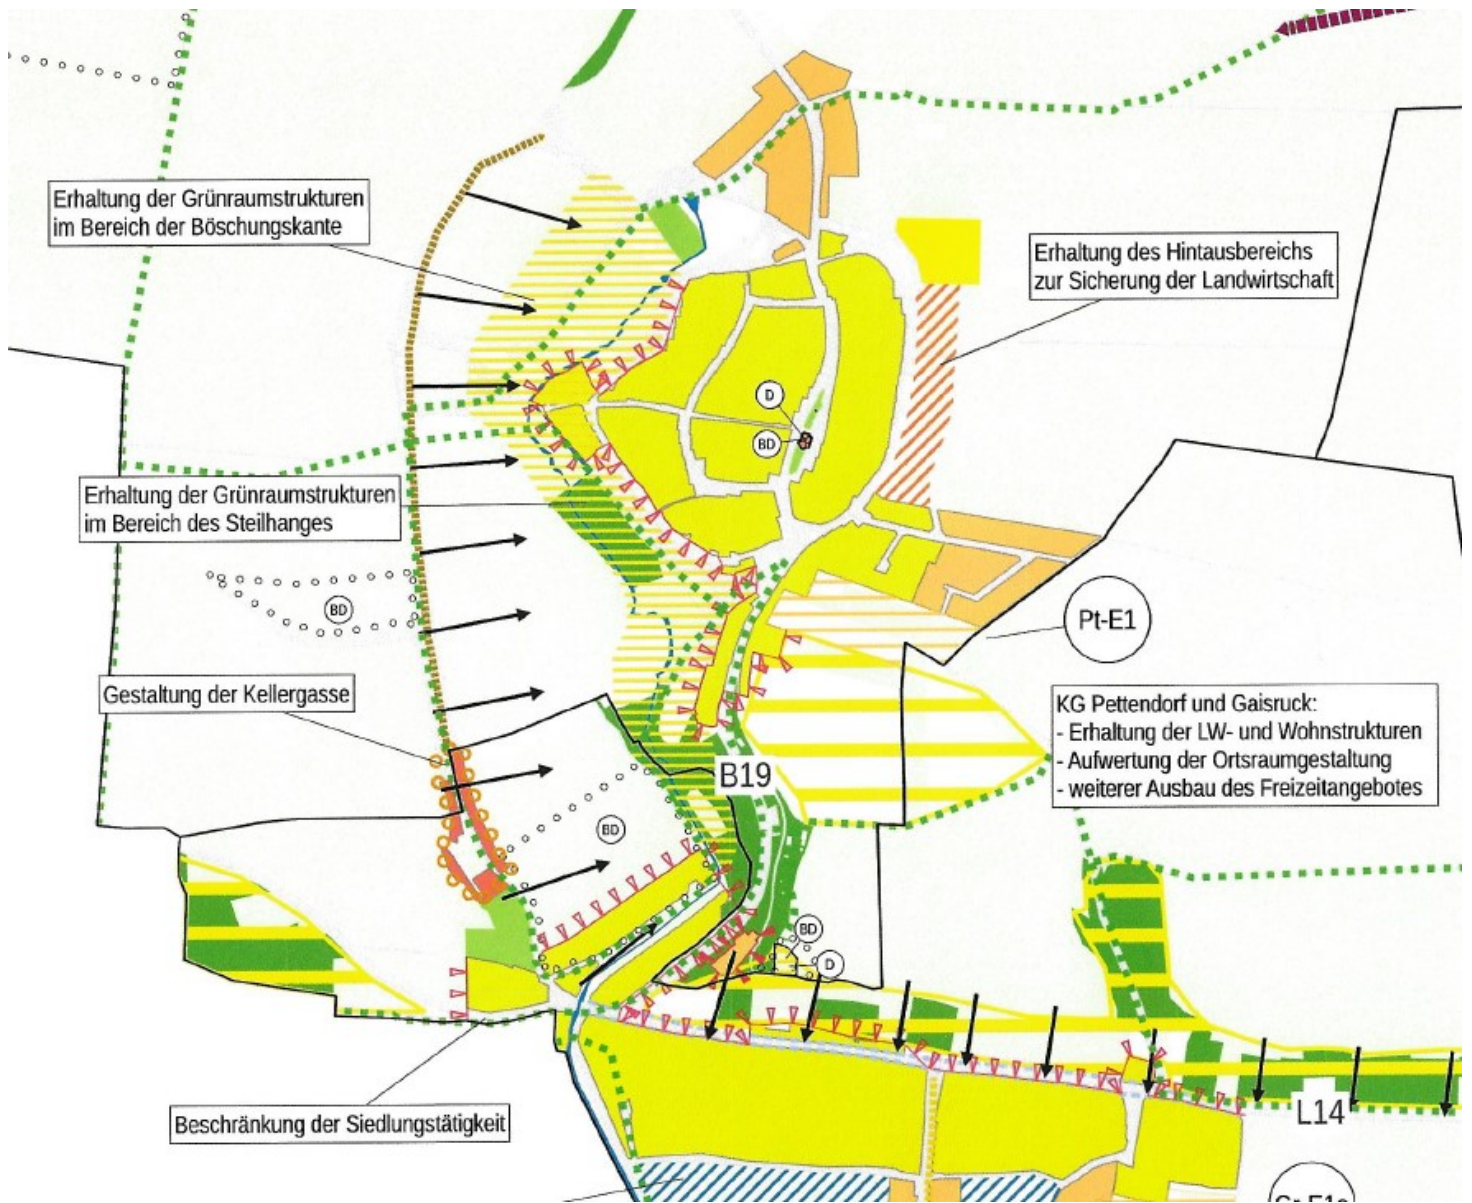 Erhaltung der Grünraumstrukturen
im Bereich der Böschungskante
Erhaltung des Hintausbereichs
zur Sicherung der Landwirtschaft
D
BD
Erhaltung der Grünraumstrukturen
im Bereich des Steilhanges
BD
Pt-E1
Gestaltung der Kellergasse
KG Pettendorf und Gaisruck:
- Erhaltung der LW- und Wohnstrukturen
- Aufwertung der Ortsraumgestaltung
- weiterer Ausbau des Freizeitangebotes
B19
BD
BD
D
Beschränkung der Siedlungstätigkeit
L14